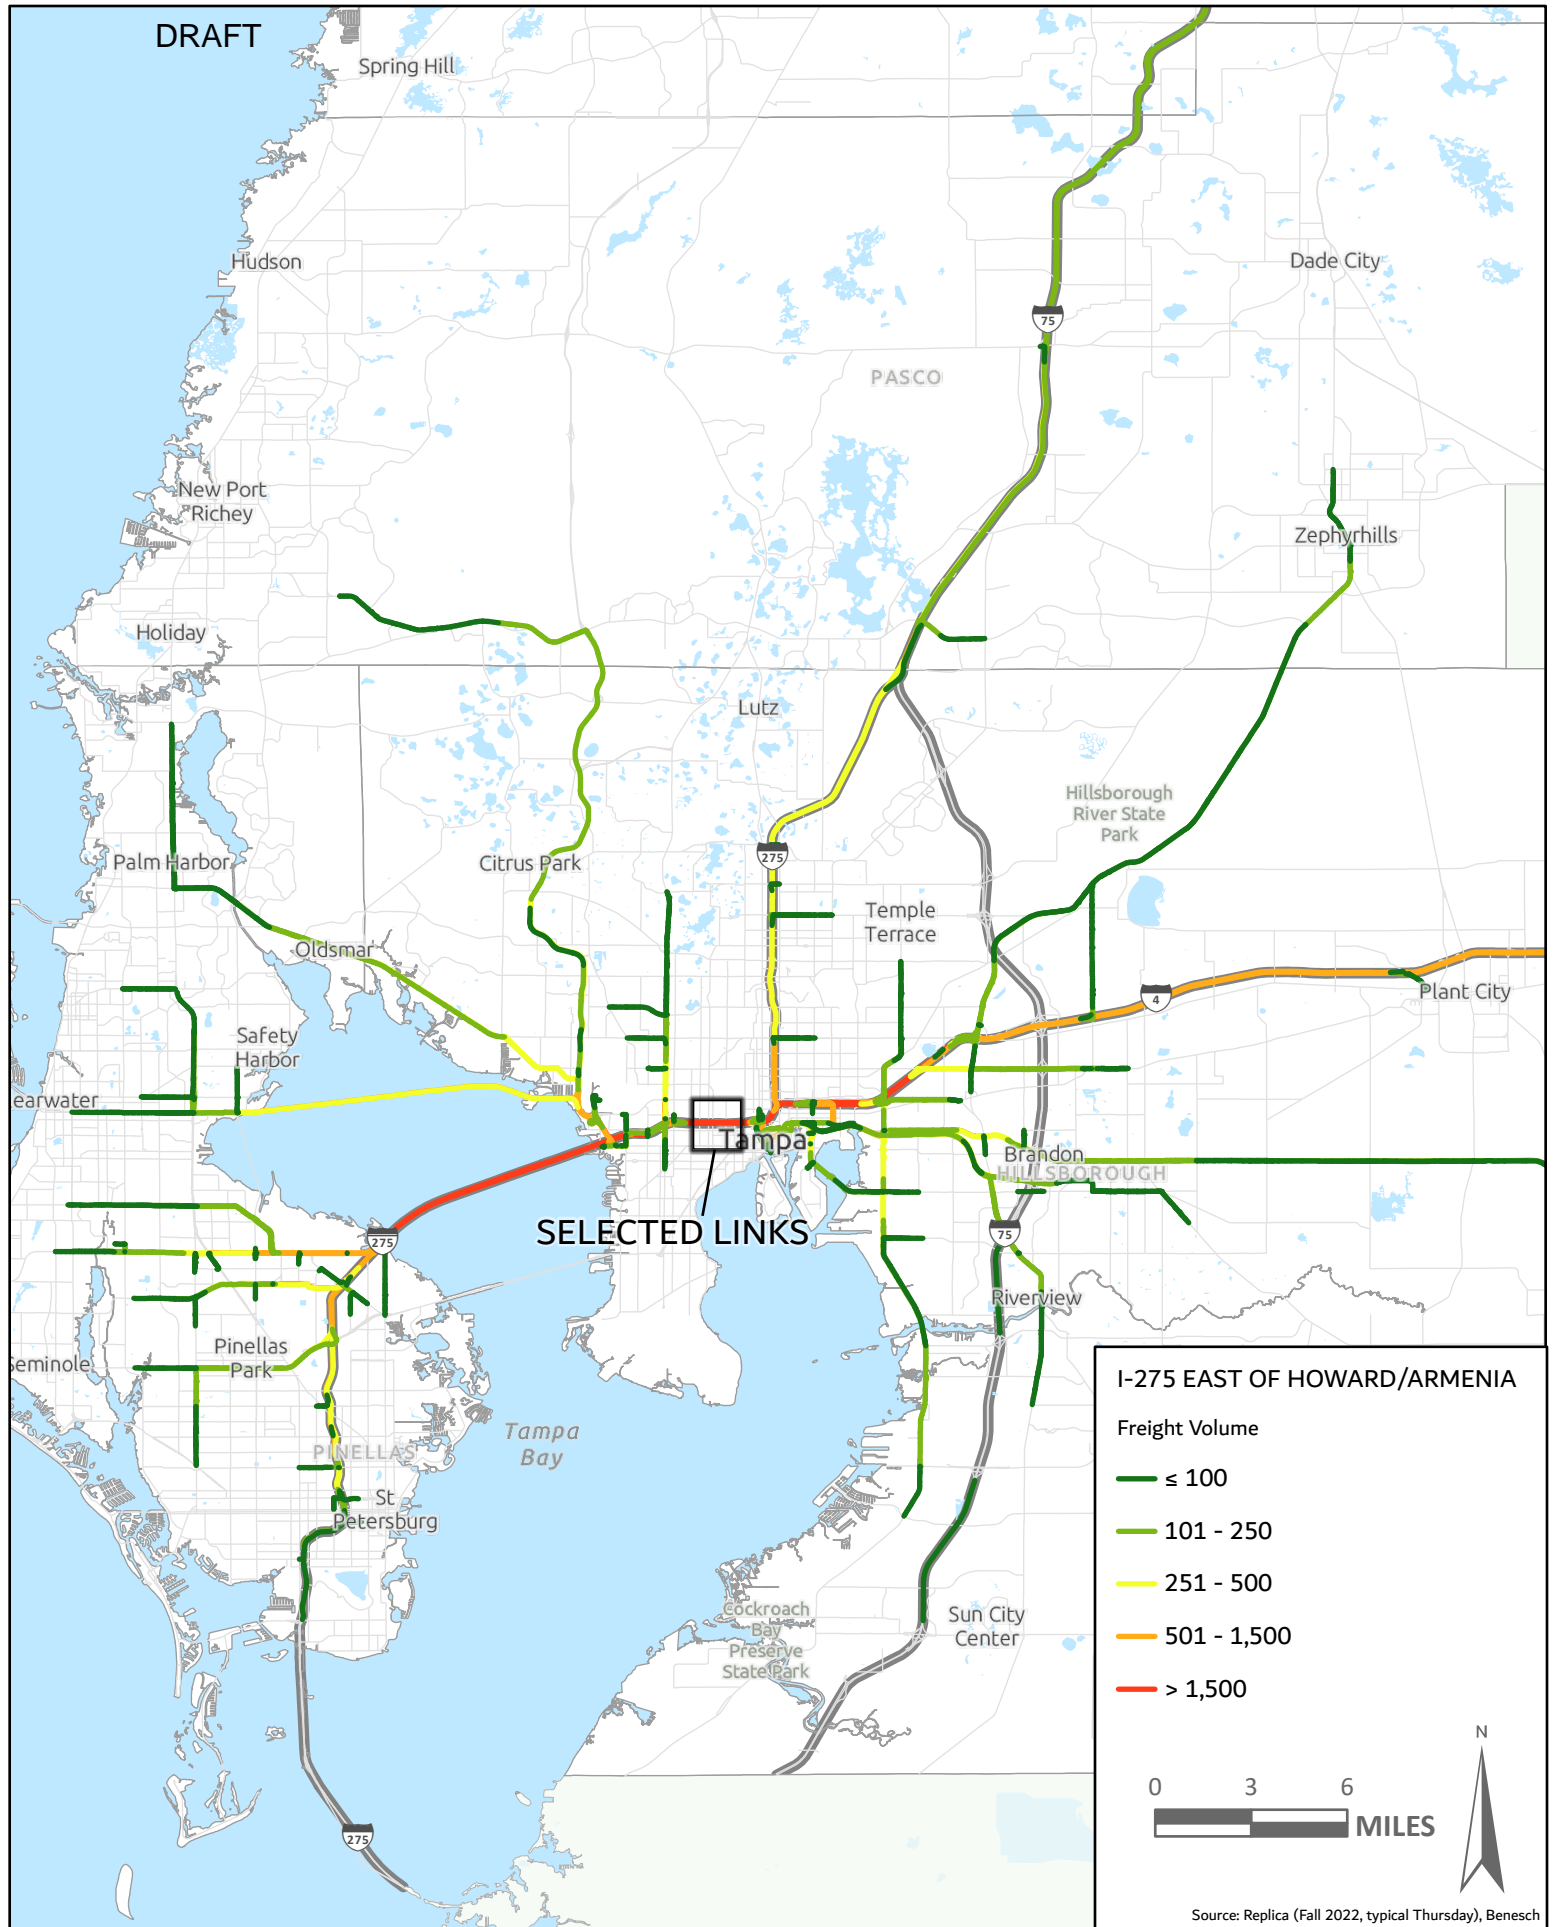 DRAFT
Spring Hill
Hudson
Dade City
75
PASCO
New Port
Richey
Zephyrhills
Holiday
Lutz
Hillsborough
River State
Park
Palm Harbor
Citrus Park
275
Temple
Terrace
Oldsmar
4
Plant City
Safety
Harbor
earwater
Tampa
Brandon
HILLSBOROUGH
SELECTED LINKS
275
75
Riverview
Pinellas
Park
Seminole
Tampa
Bay
PINELLAS
St
Petersburg
Cockroach
Bay
Preserve
State Park
Sun City
Center
275
I-275 EAST OF HOWARD/ARMENIA
Freight Volume
≤ 100
101 - 250
251 - 500
501 - 1,500
> 1,500
N
0 3 6
MILES
Source: Replica (Fall 2022, typical Thursday), Benesch